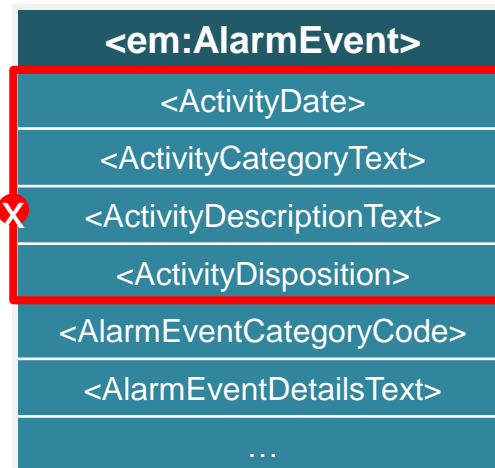 <em:AlarmEvent>
<ActivityDate>
<ActivityCategoryText>
X
<ActivityDescriptionText>
<ActivityDisposition>
<AlarmEventCategoryCode>
<AlarmEventDetailsText>
…